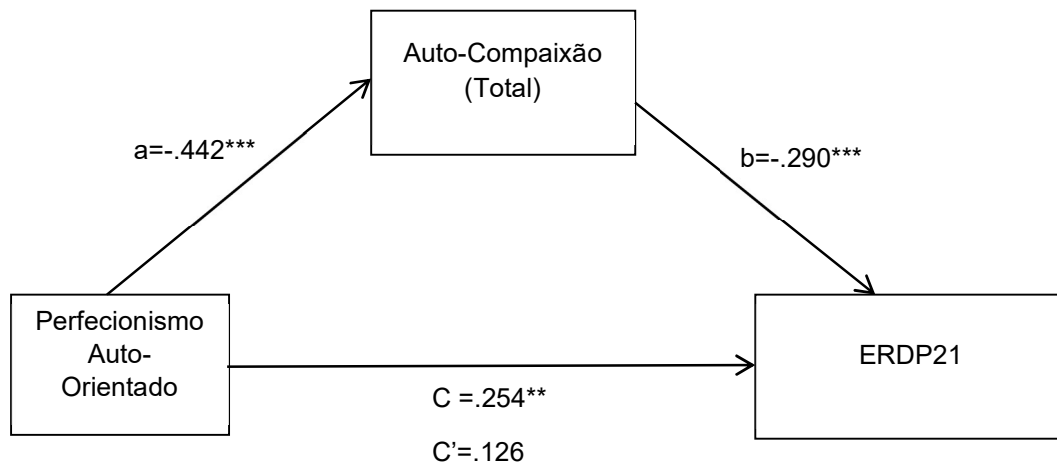 Auto-Compaixão
(Total)
a=-.442***
b=-.290***
Perfecionismo
Auto-
Orientado
ERDP21
C =.254**
C’=.126